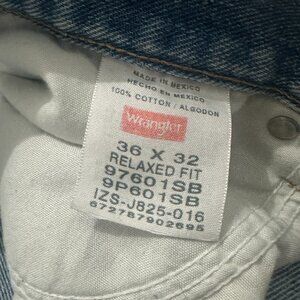 MADE IN MEXICO
HECHO EN MEXICO
100% COTTON / ALGODON
Wrangler
36 X 32
RELAXED FIT
97601SB
9P601SB
IZS-J825-016
672787902695